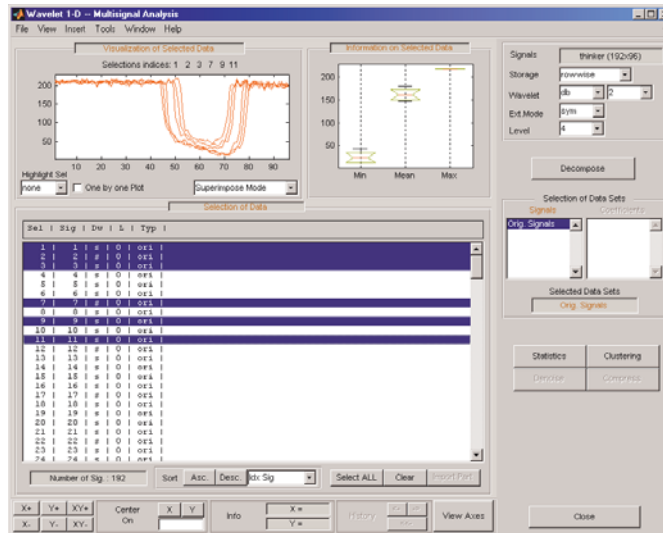 Wavelet 1-D -- Multisignal Analysis
File View Insert Tools Window Help
Visualization of Selected Data
Selections indices: 1 2 3 7 9 11
200
150
100
50
10 20 30 40 50 60 70 80 90
Highlight Sel
none One by one Plot Superimpose Mode
Information on Selected Data
200
150
100
50
Min Mean Max
Signals thinker (192x96)
Storage rowwise
Wavelet db 2
Ext.Mode sym
Level 4
Decompose
Selection of Data Sets
Signals Coefficients
Orig. Signals
Selected Data Sets
Orig. Signals
Statistics Clustering
Denoise Compress
Close
Selection of Data
Sel | Sig | Dw | L | Typ |
1 | 1 | s | 0 | ori |
2 | 2 | s | 0 | ori |
3 | 3 | s | 0 | ori |
4 | 4 | s | 0 | ori |
5 | 5 | s | 0 | ori |
6 | 6 | s | 0 | ori |
7 | 7 | s | 0 | ori |
8 | 8 | s | 0 | ori |
9 | 9 | s | 0 | ori |
10 | 10 | s | 0 | ori |
11 | 11 | s | 0 | ori |
12 | 12 | s | 0 | ori |
13 | 13 | s | 0 | ori |
14 | 14 | s | 0 | ori |
15 | 15 | s | 0 | ori |
16 | 16 | s | 0 | ori |
17 | 17 | s | 0 | ori |
18 | 18 | s | 0 | ori |
19 | 19 | s | 0 | ori |
20 | 20 | s | 0 | ori |
21 | 21 | s | 0 | ori |
22 | 22 | s | 0 | ori |
23 | 23 | s | 0 | ori |
24 | 24 | s | 0 | ori |
Number of Sig.: 192 Sort Asc. Desc. Idx Sig Select ALL Clear Import Part
X+ Y+ XY+
X- Y- XY-
Center
On
X Y
Info
X =
Y =
History
View Axes